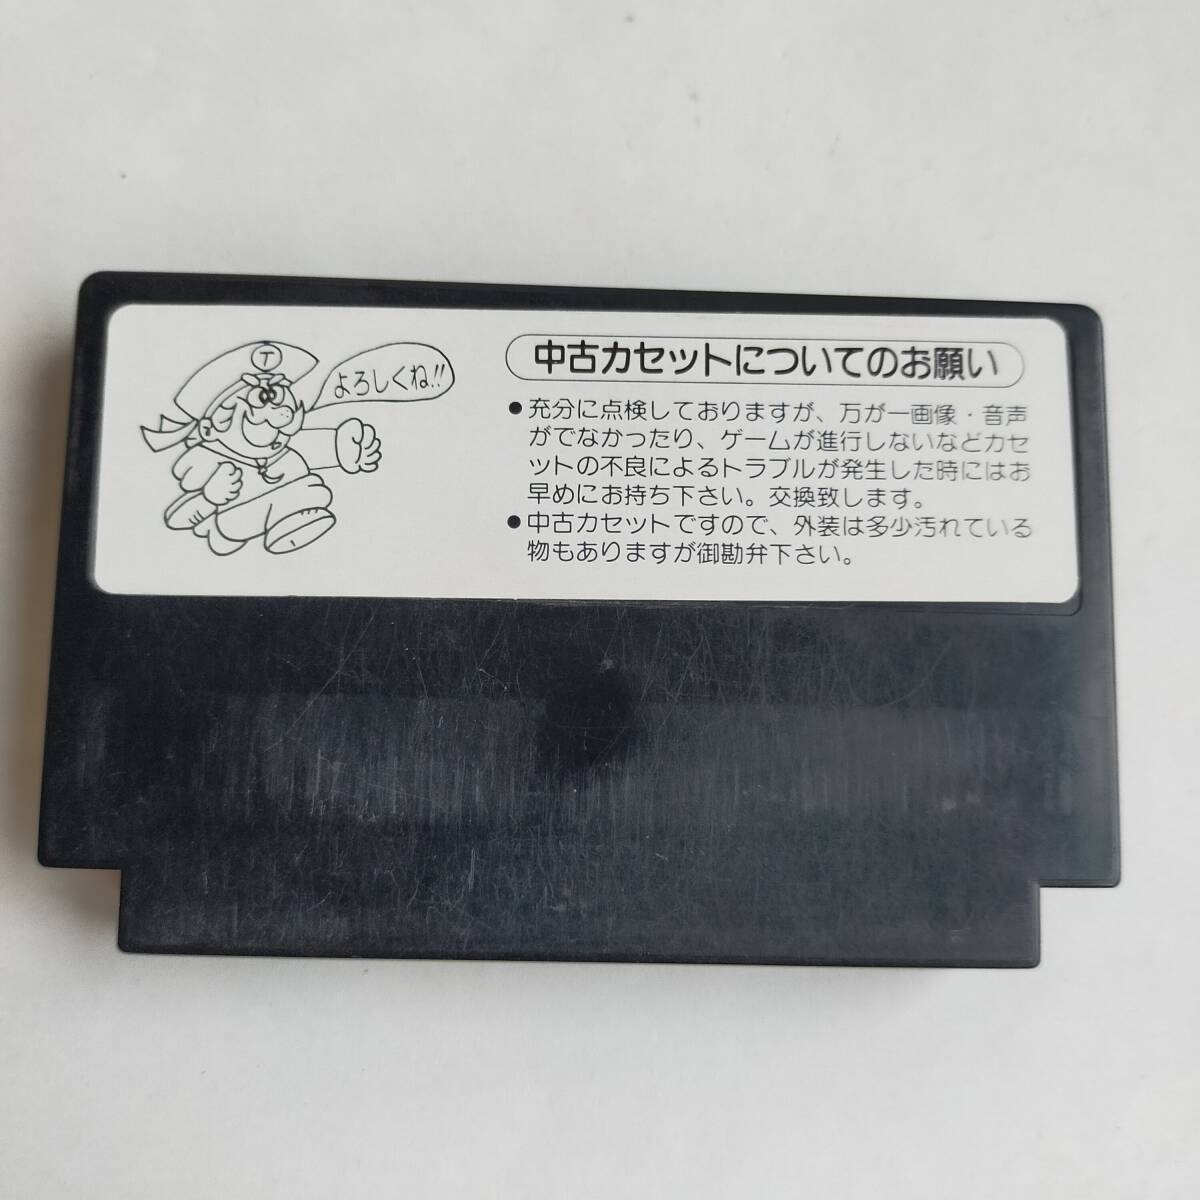 T
よろしくね!!
中古カセットについてのお願い
●充分に点検しておりますが、万が一画像・音声
がでなかったり、ゲームが進行しないなどカセ
ットの不良によるトラブルが発生した時にはお
早めにお持ち下さい。交換致します。
●中古カセットですので、外装は多少汚れている
物もありますが御勘弁下さい。